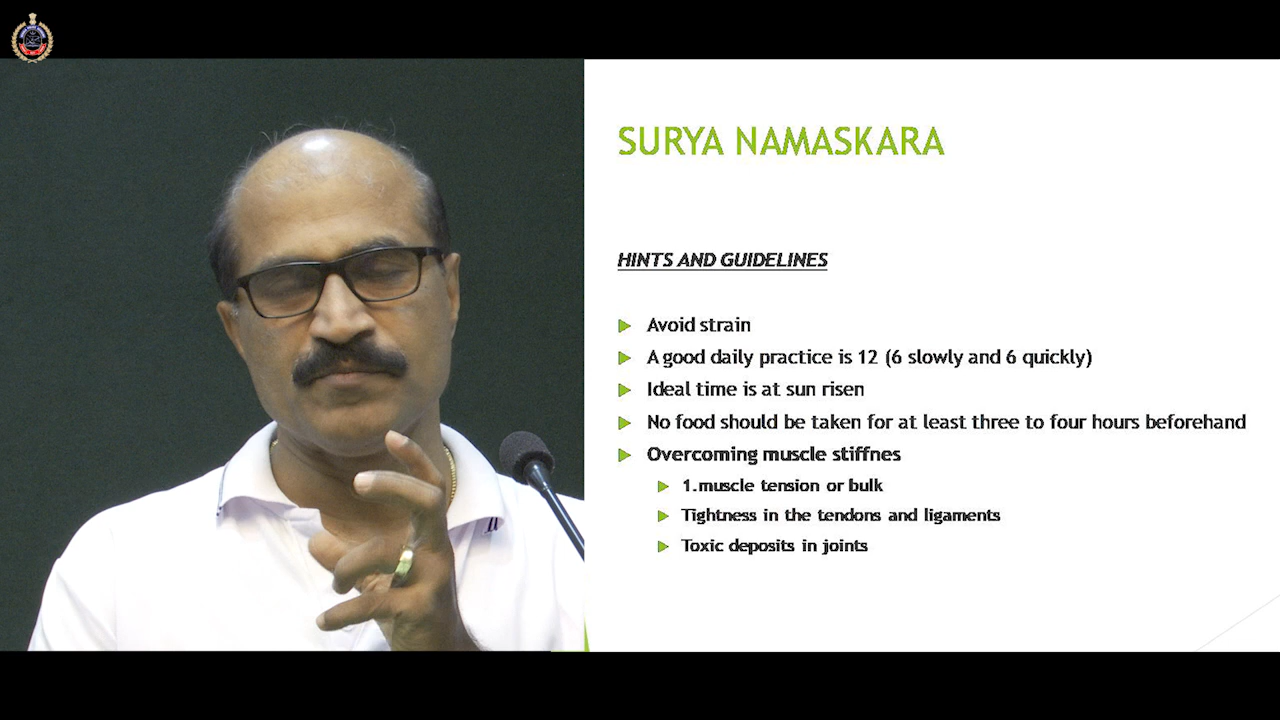 SURYA NAMASKARA
HINTS AND GUIDELINES
Avoid strain
A good daily practice is 12 (6 slowly and 6 quickly)
Ideal time is at sun risen
No food should be taken for at least three to four hours beforehand
Overcoming muscle stiffnes
1.muscle tension or bulk
Tightness in the tendons and ligaments
Toxic deposits in joints